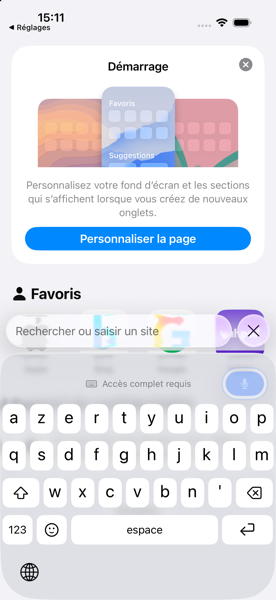 15:11
◀ Réglages
Démarrage
Favoris
Suggestions
Personnalisez votre fond d'écran et les sections
qui s'affichent lorsque vous créez de nouveaux
onglets.
Personnaliser la page
Favoris
Rechercher ou saisir un site
Accès complet requis
a z e r t y u i o p
q s d f g h j k l m
w x c v b n '
123 espace